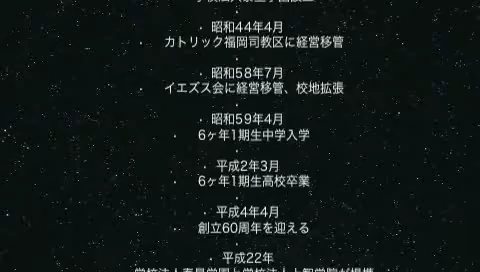 昭和44年4月
カトリック福岡司教区に経営移管
昭和58年7月
イエズス会に経営移管、校地拡張
昭和59年4月
6ヶ年1期生中学入学
平成2年3月
6ヶ年1期生高校卒業
平成4年4月
創立60周年を迎える
平成22年